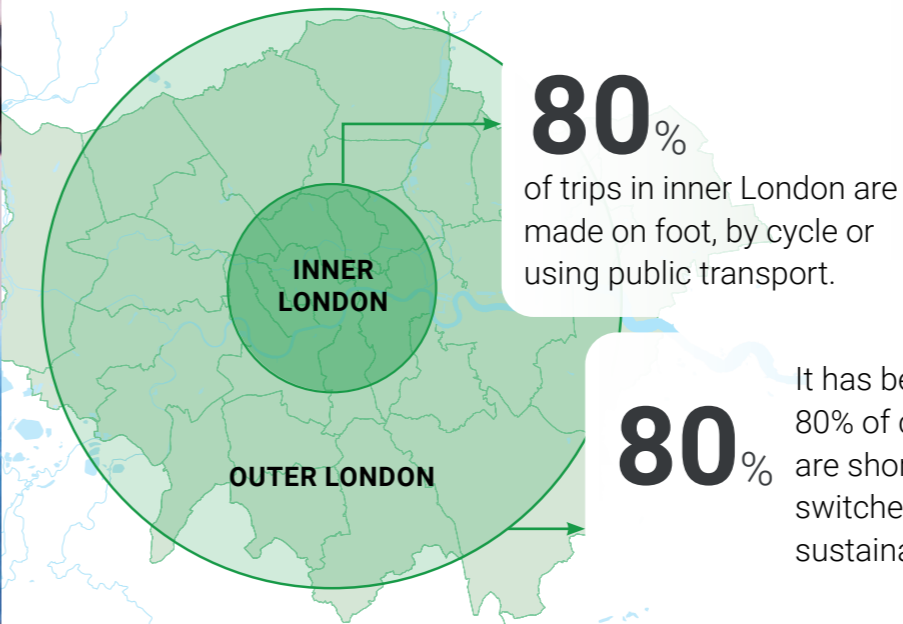 80%
of trips in inner London are
made on foot, by cycle or
using public transport.
INNER
LONDON
OUTER LONDON
80%
It has
80% of
are